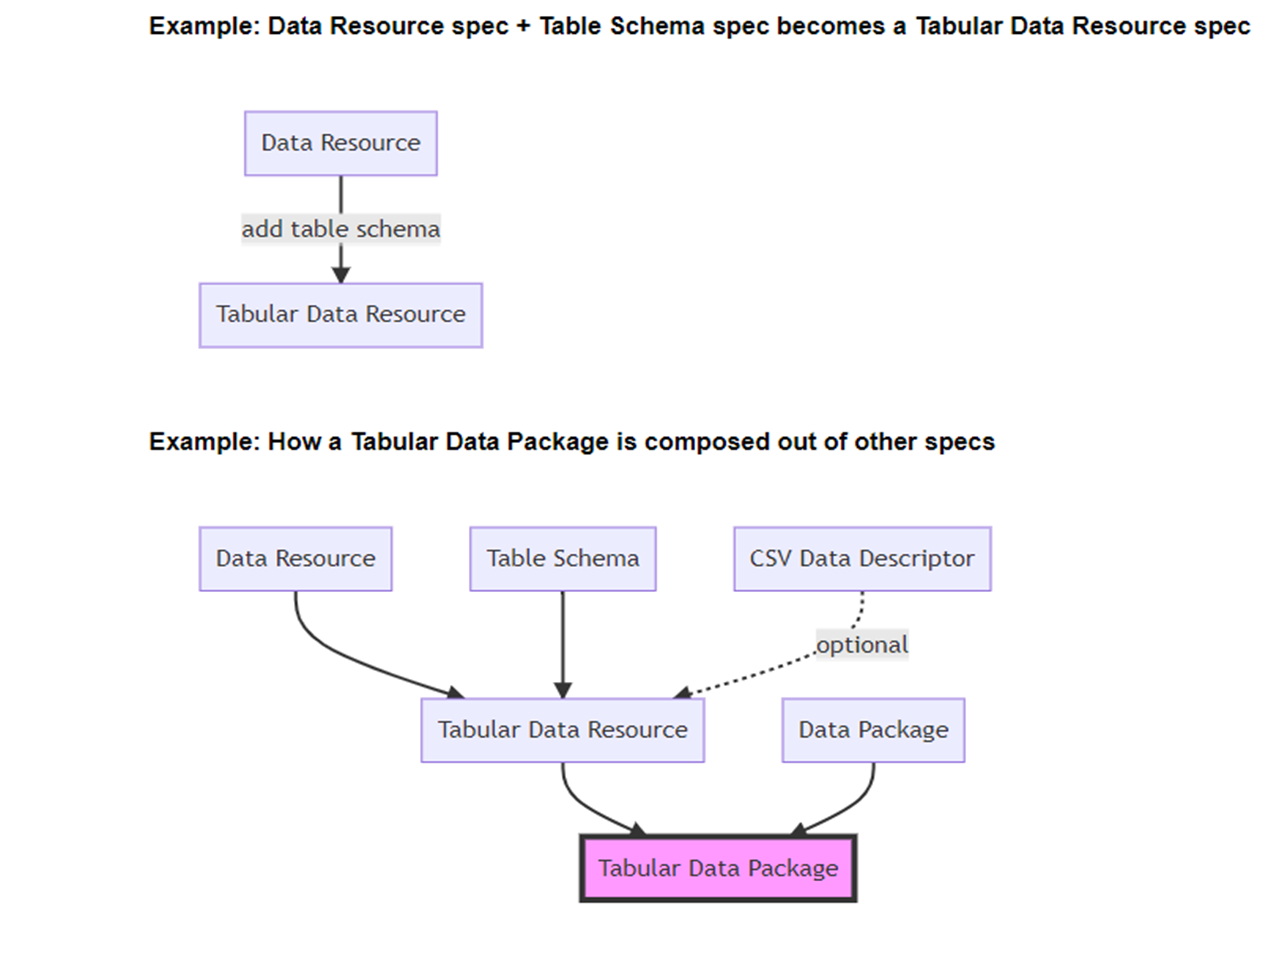 Example: Data Resource spec + Table Schema spec becomes a Tabular Data Resource spec
Data Resource
add table schema
Tabular Data Resource
Example: How a Tabular Data Package is composed out of other specs
Data Resource
Table Schema
CSV Data Descriptor
optional
Tabular Data Resource
Data Package
Tabular Data Package